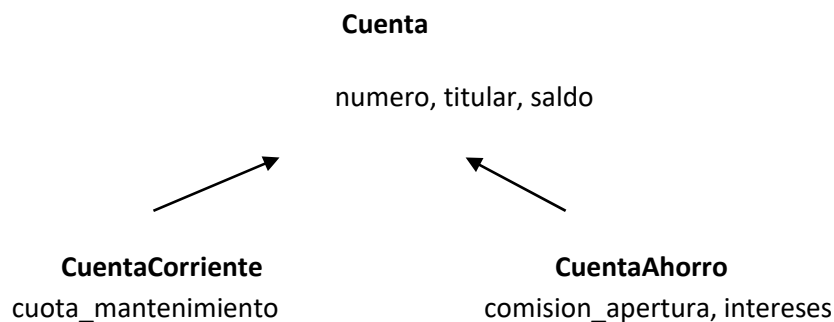 Cuenta
numero, titular, saldo
CuentaCorriente
cuota_mantenimiento
CuentaAhorro
comision_apertura, intereses